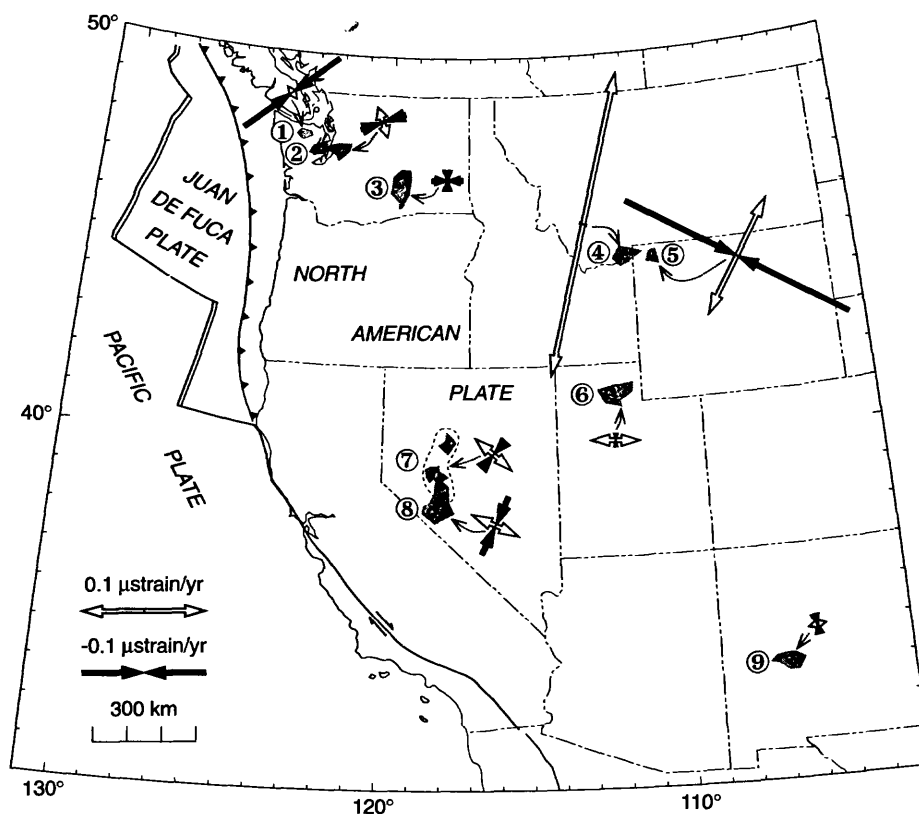 50°
①
②
③
JUAN
DE FUCA
PLATE
NORTH
④
⑤
AMERICAN
PACIFIC
PLATE
PLATE
⑥
40°
⑦
⑧
0.1 μstrain/yr
-0.1 μstrain/yr
300 km
⑨
130°
120°
110°